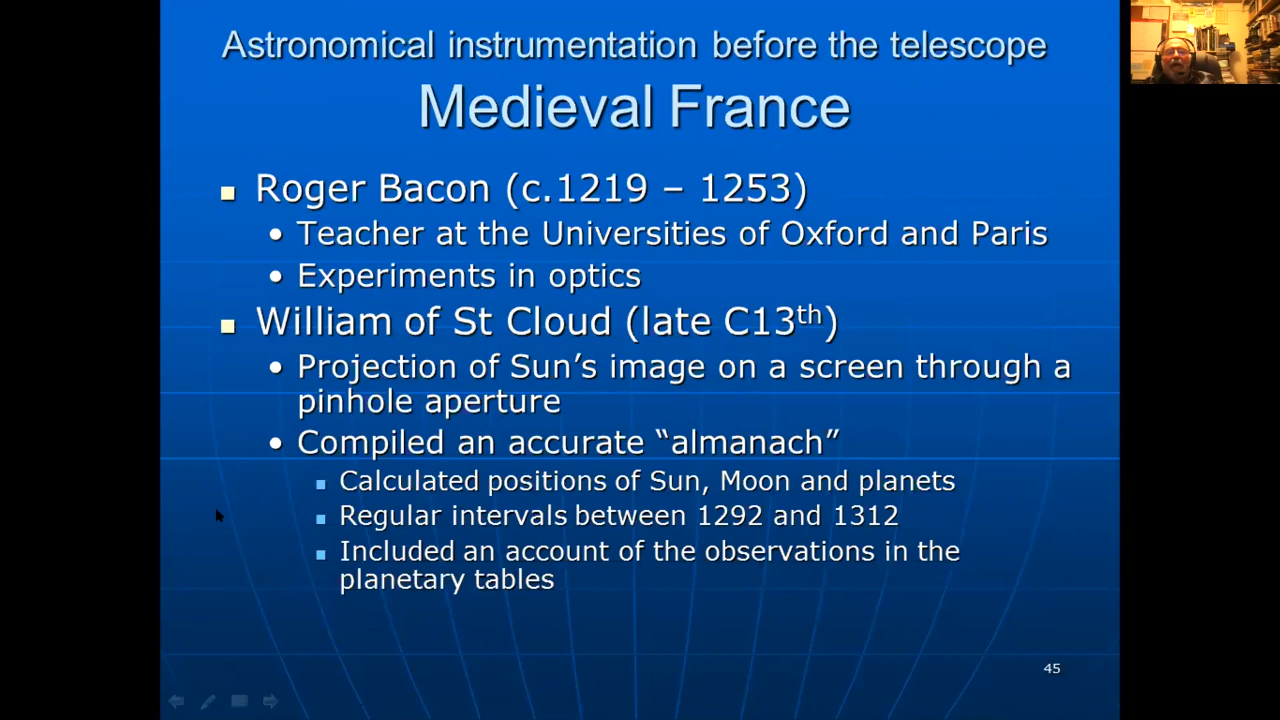 Astronomical instrumentation before the telescope
Medieval France
Roger Bacon (c.1219 – 1253)
• Teacher at the Universities of Oxford and Paris
• Experiments in optics
William of St Cloud (late C13th)
• Projection of Sun’s image on a screen through a
pinhole aperture
• Compiled an accurate “almanach”
Calculated positions of Sun, Moon and planets
Regular intervals between 1292 and 1312
Included an account of the observations in the
planetary tables
45